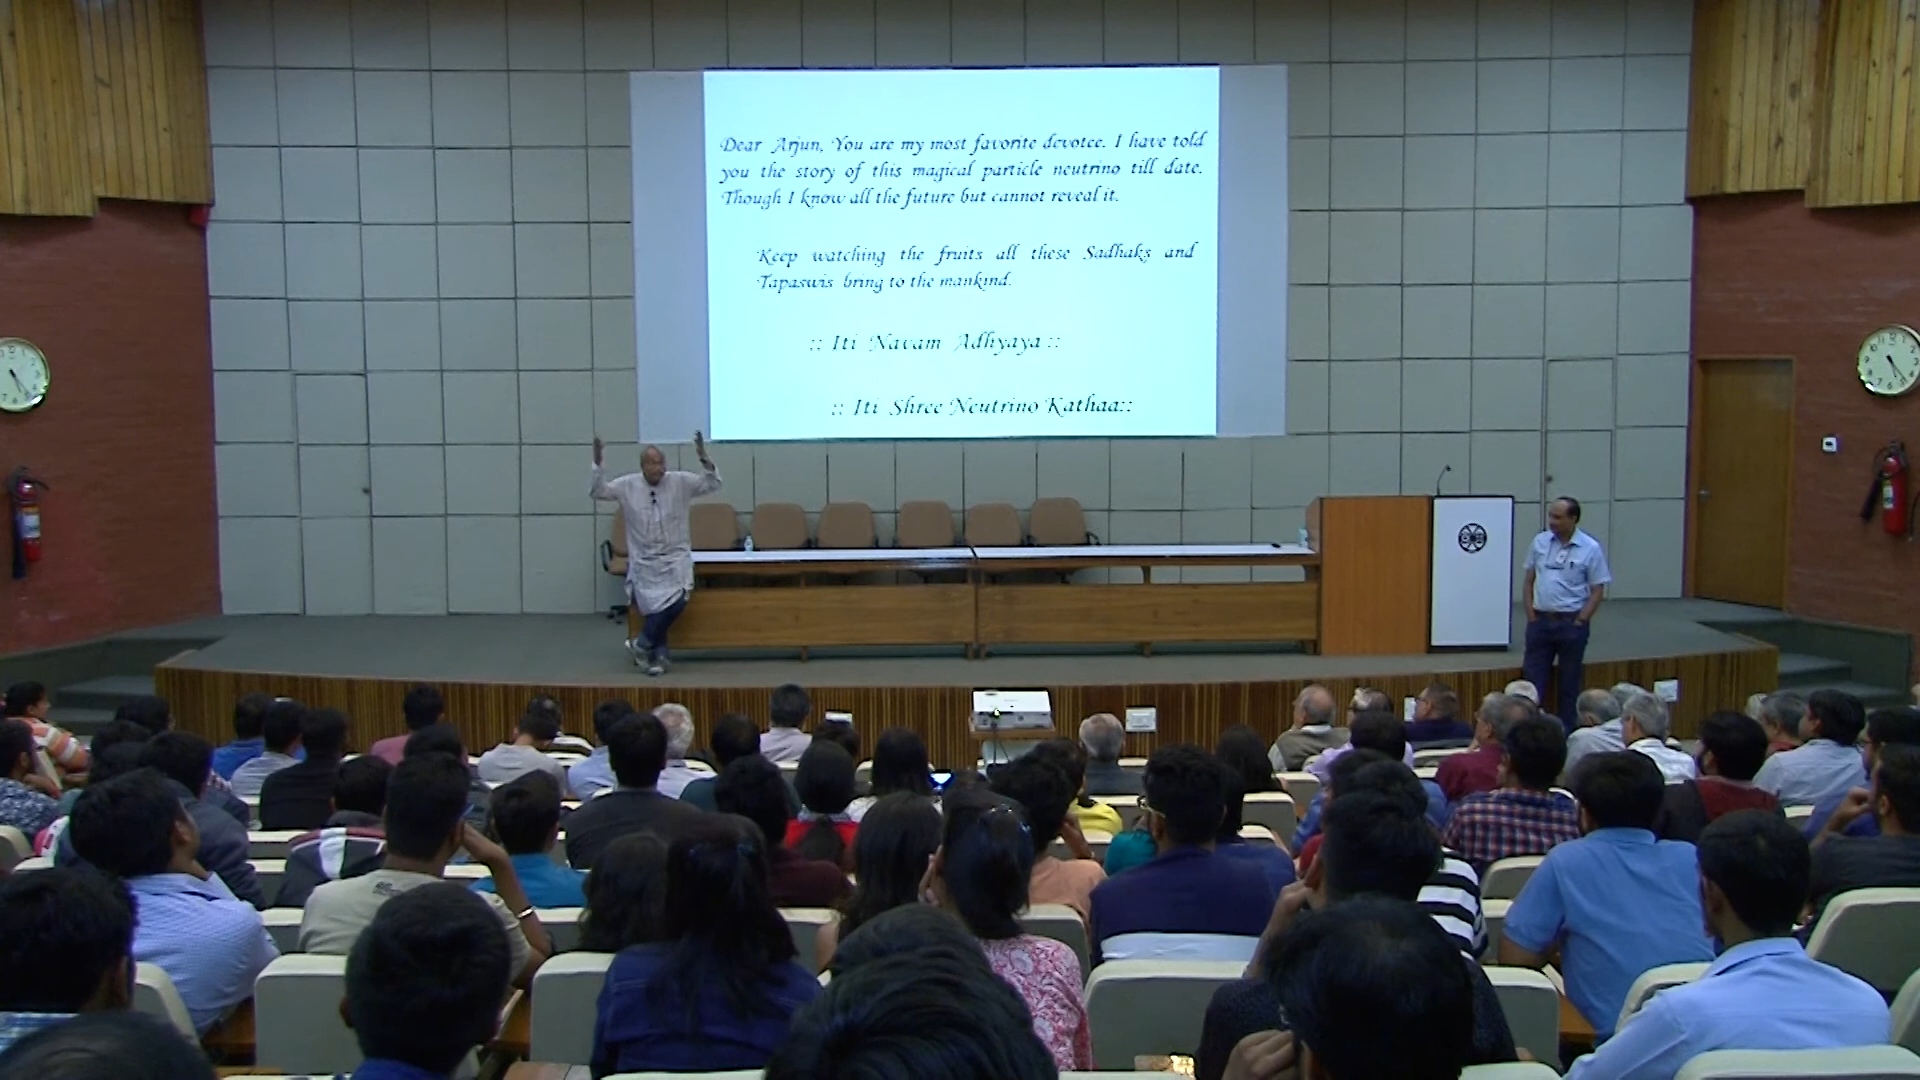 Dear Arjun, You are my most favorite devotee. I have told
you the story of this magical particle neutrino till date.
Though I know all the future but cannot reveal it.
Keep watching the fruits all these Sadhaks and
Tapaswis bring to the mankind.
:: Iti Navam Adhyaya ::
:: Iti Shree Neutrino Kathaa::